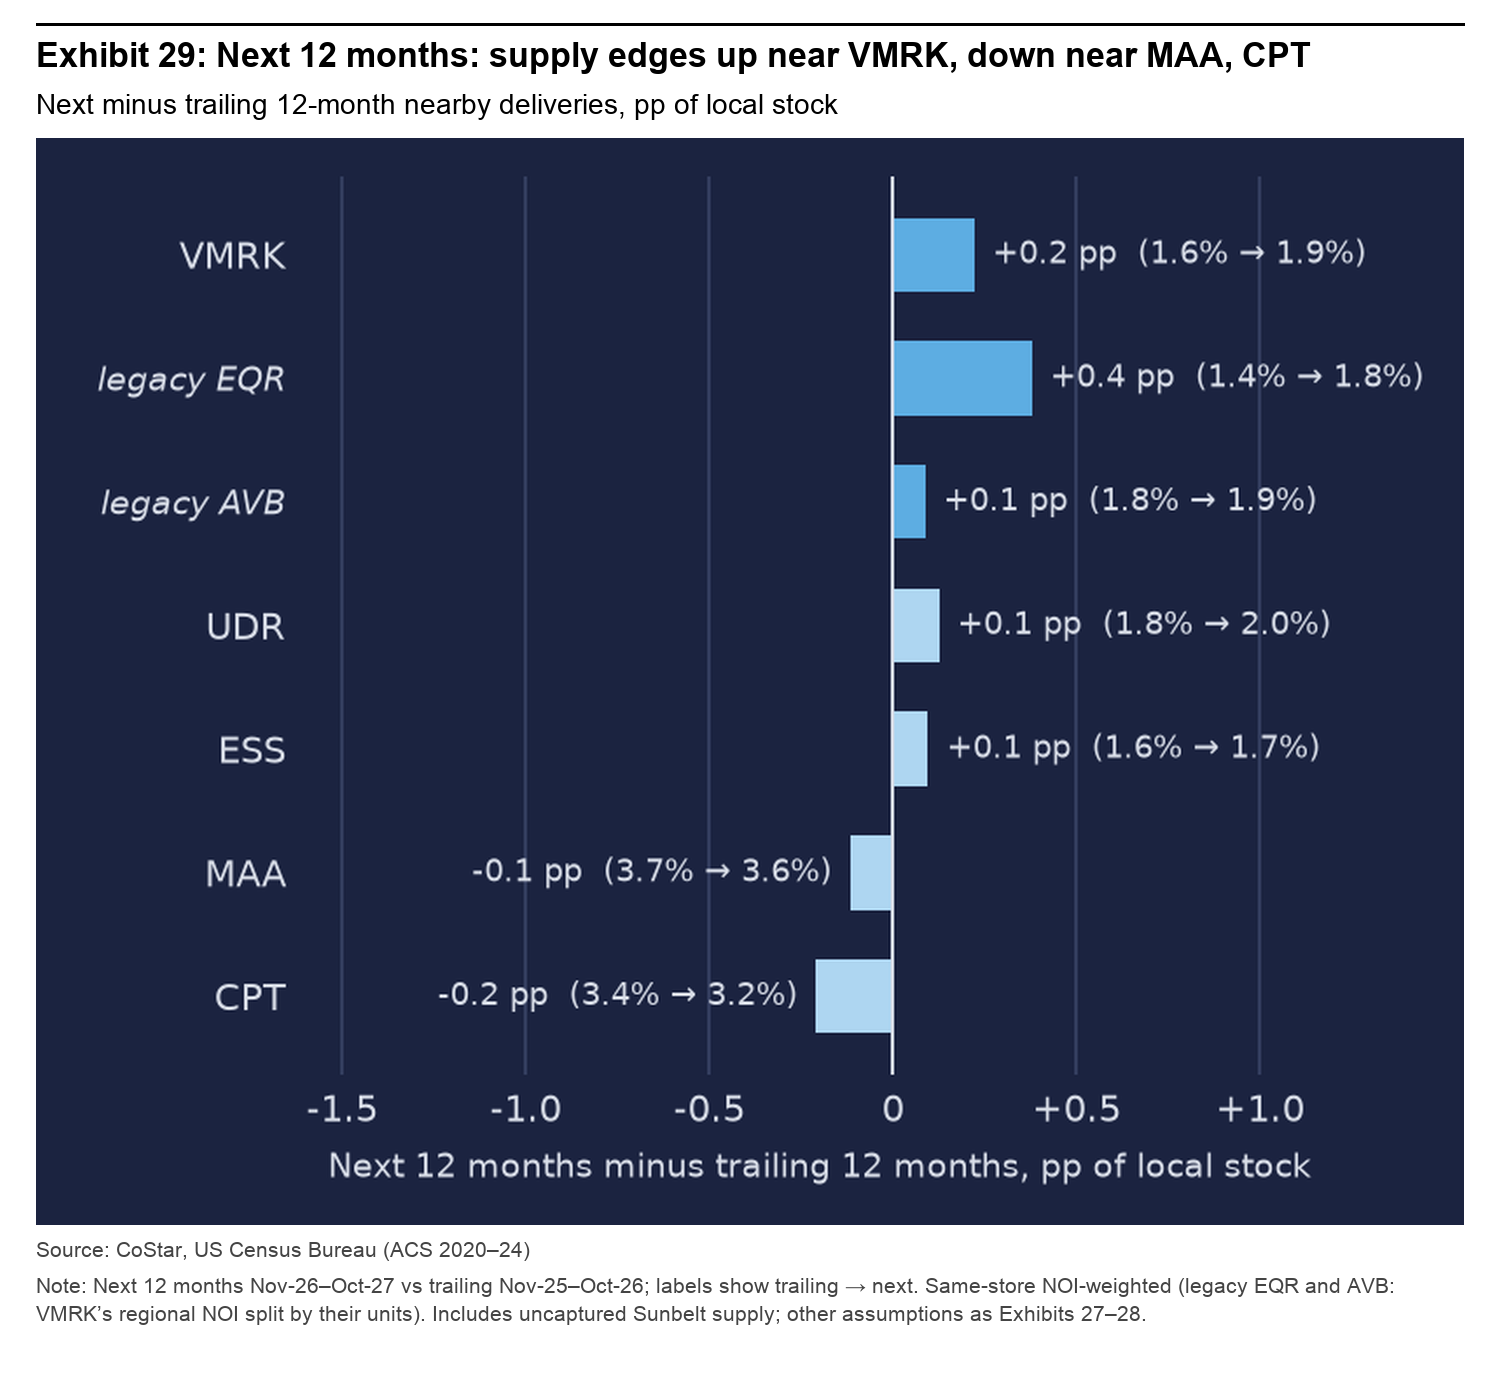 Exhibit 29: Next 12 months: supply edges up near VMRK, down near MAA, CPT
Next minus trailing 12-month nearby deliveries, pp of local stock
VMRK +0.2 pp (1.6% → 1.9%)
legacy EQR +0.4 pp (1.4% → 1.8%)
legacy AVB +0.1 pp (1.8% → 1.9%)
UDR +0.1 pp (1.8% → 2.0%)
ESS +0.1 pp (1.6% → 1.7%)
MAA -0.1 pp (3.7% → 3.6%)
CPT -0.2 pp (3.4% → 3.2%)
-1.5 -1.0 -0.5 0 +0.5 +1.0
Next 12 months minus trailing 12 months, pp of local stock
Source: CoStar, US Census Bureau (ACS 2020–24)
Note: Next 12 months Nov-26–Oct-27 vs trailing Nov-25–Oct-26; labels show trailing → next. Same-store NOI-weighted (legacy EQR and AVB:
VMRK’s regional NOI split by their units). Includes uncaptured Sunbelt supply; other assumptions as Exhibits 27–28.